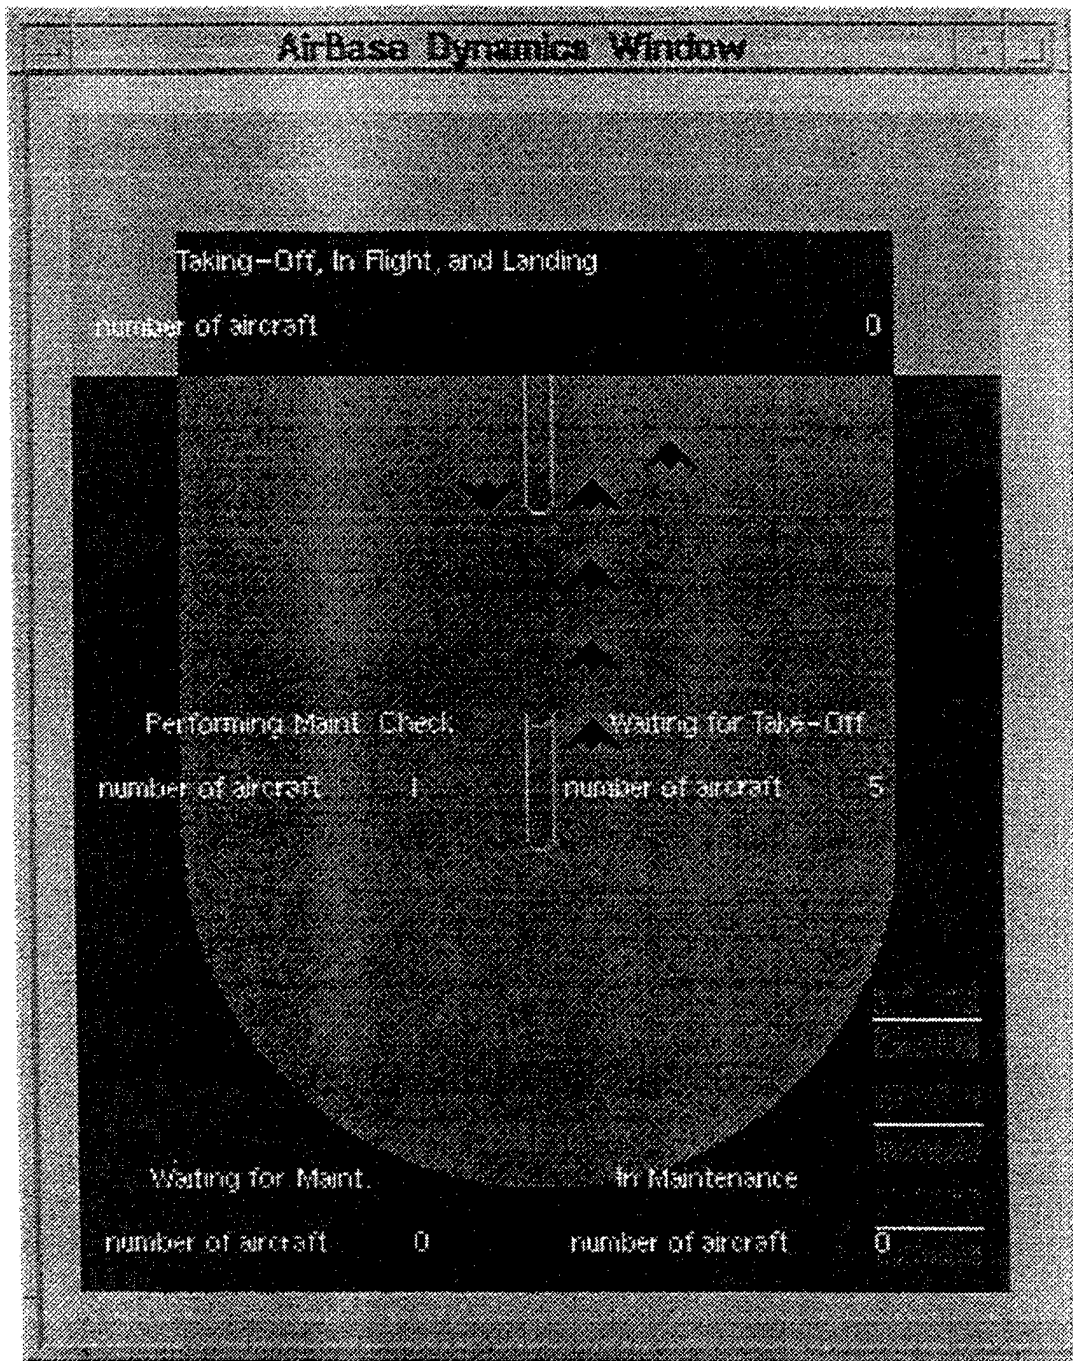 AirBase Dynamics Window
Taking-Off, In Flight, and Landing
number of aircraft 0
Performing Maint. Check
Waiting for Take-Off
number of aircraft 1
number of aircraft 5
Waiting for Maint.
In Maintenance
number of aircraft 0
number of aircraft 0